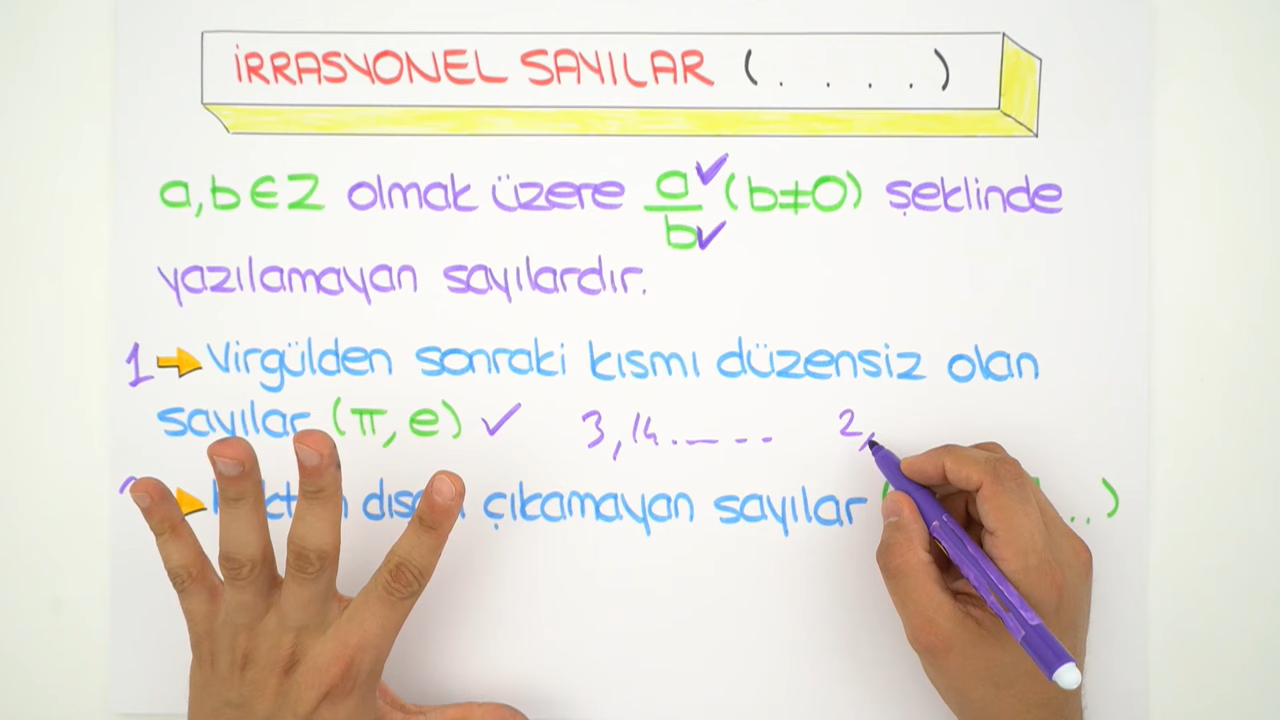 İRRASYONEL SAYILAR (. . . .)
a,b∈Z olmak üzere a/b (b≠0) şeklinde
yazılamayan sayılardır.
1 → Virgülden sonraki kısmı düzensiz olan
sayılar (π, e) ✓ 3,14..... 2,
çıkamayan sayılar ( ..)